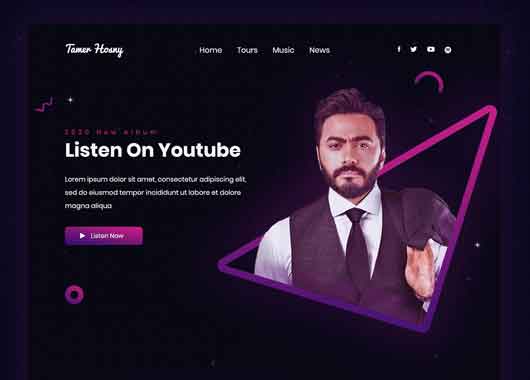 Tamer Hosny
Home Tours Music News
2020 New Album
Listen On Youtube
Lorem ipsum dolor sit amet, consectetur adipiscing elit,
sed do eiusmod tempor incididunt ut labore et dolore
magna aliqua
Listen Now